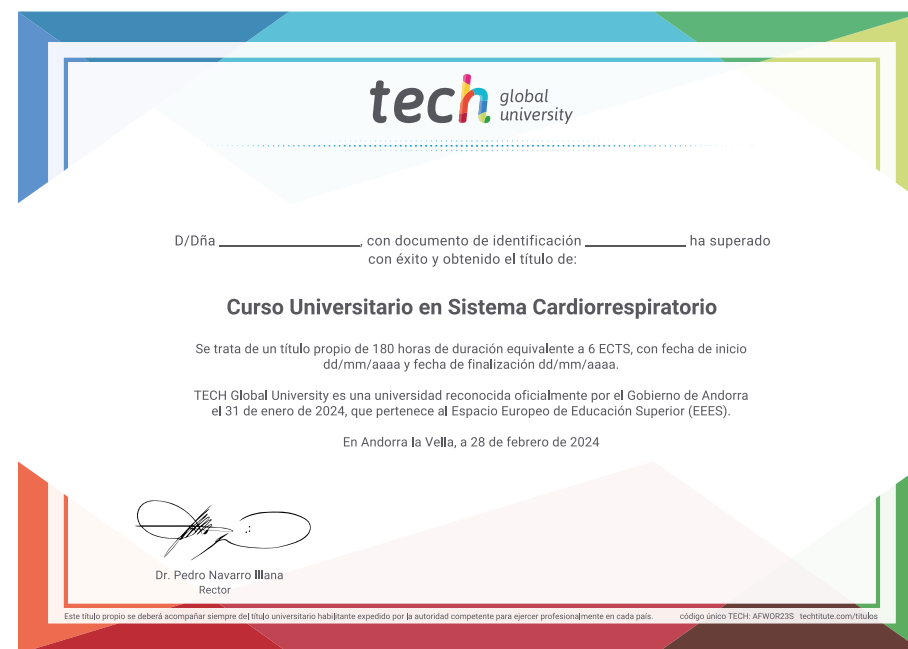 tech global university
D/Dña ____________________, con documento de identificación ______________ ha superado
con éxito y obtenido el título de:
Curso Universitario en Sistema Cardiorrespiratorio
Se trata de un título propio de 180 horas de duración equivalente a 6 ECTS, con fecha de inicio
dd/mm/aaaa y fecha de finalización dd/mm/aaaa.
TECH Global University es una universidad reconocida oficialmente por el Gobierno de Andorra
el 31 de enero de 2024, que pertenece al Espacio Europeo de Educación Superior (EEES).
En Andorra la Vella, a 28 de febrero de 2024
Dr. Pedro Navarro Illana
Rector
Este título propio se deberá acompañar siempre del título universitario habilitante expedido por la autoridad competente para ejercer profesionalmente en cada país. código único TECH: AFWOR23S techtitute.com/titulos